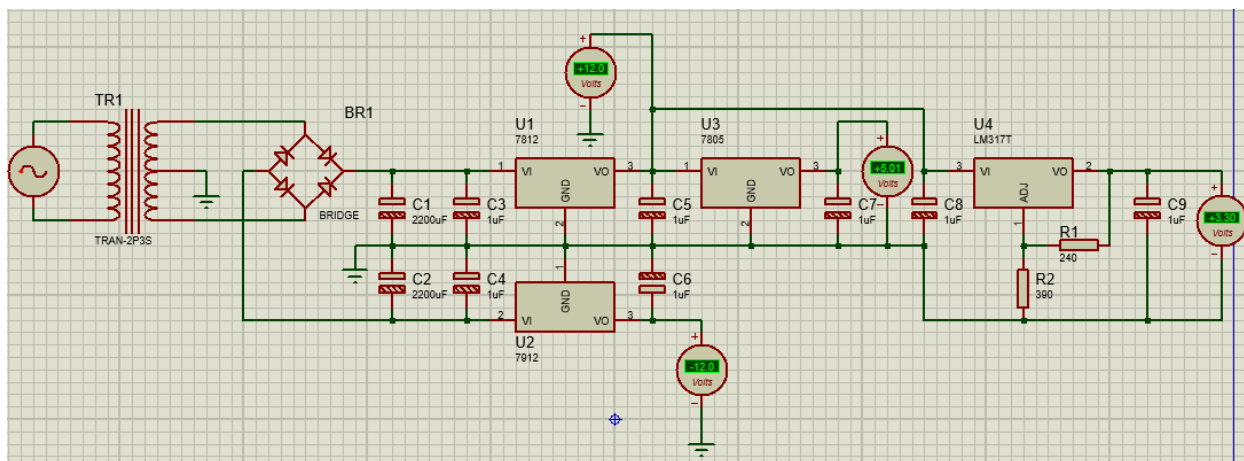 TR1
TRAN-2P3S
BR1
BRIDGE
+
+12.0
Volts
−
U1
7812
1
VI
VO
3
GND
2
U3
7805
1
VI
VO
3
GND
2
+
+5.01
Volts
−
U4
LM317T
3
VI
VO
2
ADJ
1
C1
2200uF
C3
1uF
C5
1uF
C7
1uF
C8
1uF
C9
1uF
+
+3.30
Volts
−
R1
240
R2
390
C2
2200uF
C4
1uF
C6
1uF
1
GND
2
VI
VO
3
U2
7912
+
-12.0
Volts
−